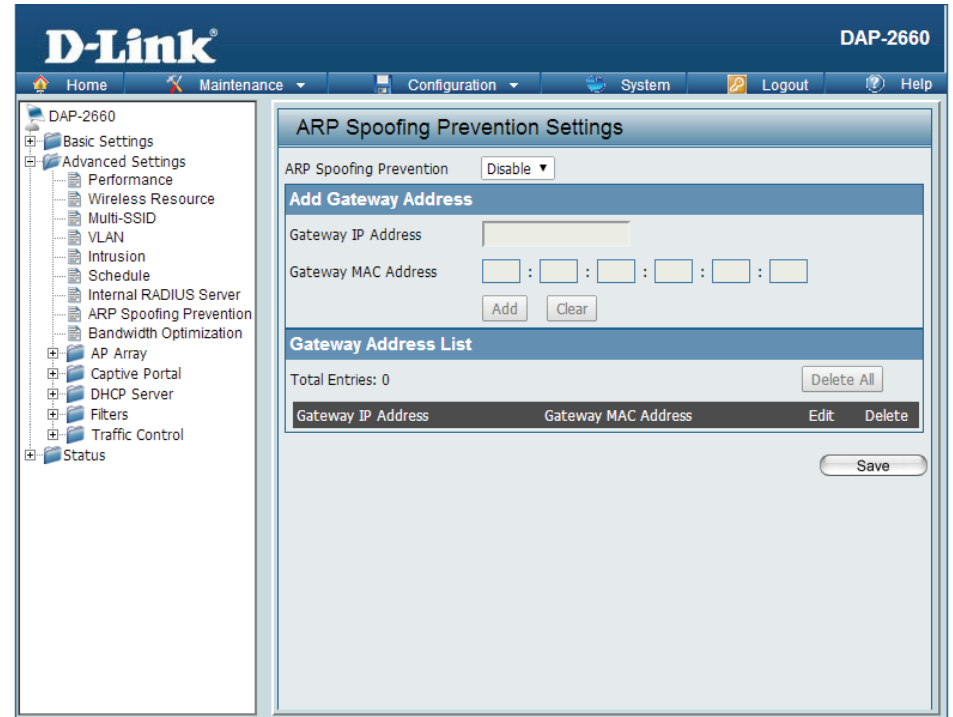 D-Link®
DAP-2660
Home Maintenance Configuration System Logout Help
DAP-2660
Basic Settings
Advanced Settings
Performance
Wireless Resource
Multi-SSID
VLAN
Intrusion
Schedule
Internal RADIUS Server
ARP Spoofing Prevention
Bandwidth Optimization
AP Array
Captive Portal
DHCP Server
Filters
Traffic Control
Status
ARP Spoofing Prevention Settings
ARP Spoofing Prevention Disable
Add Gateway Address
Gateway IP Address
Gateway MAC Address : : : : :
Add Clear
Gateway Address List
Total Entries: 0 Delete All
Gateway IP Address Gateway MAC Address Edit Delete
Save